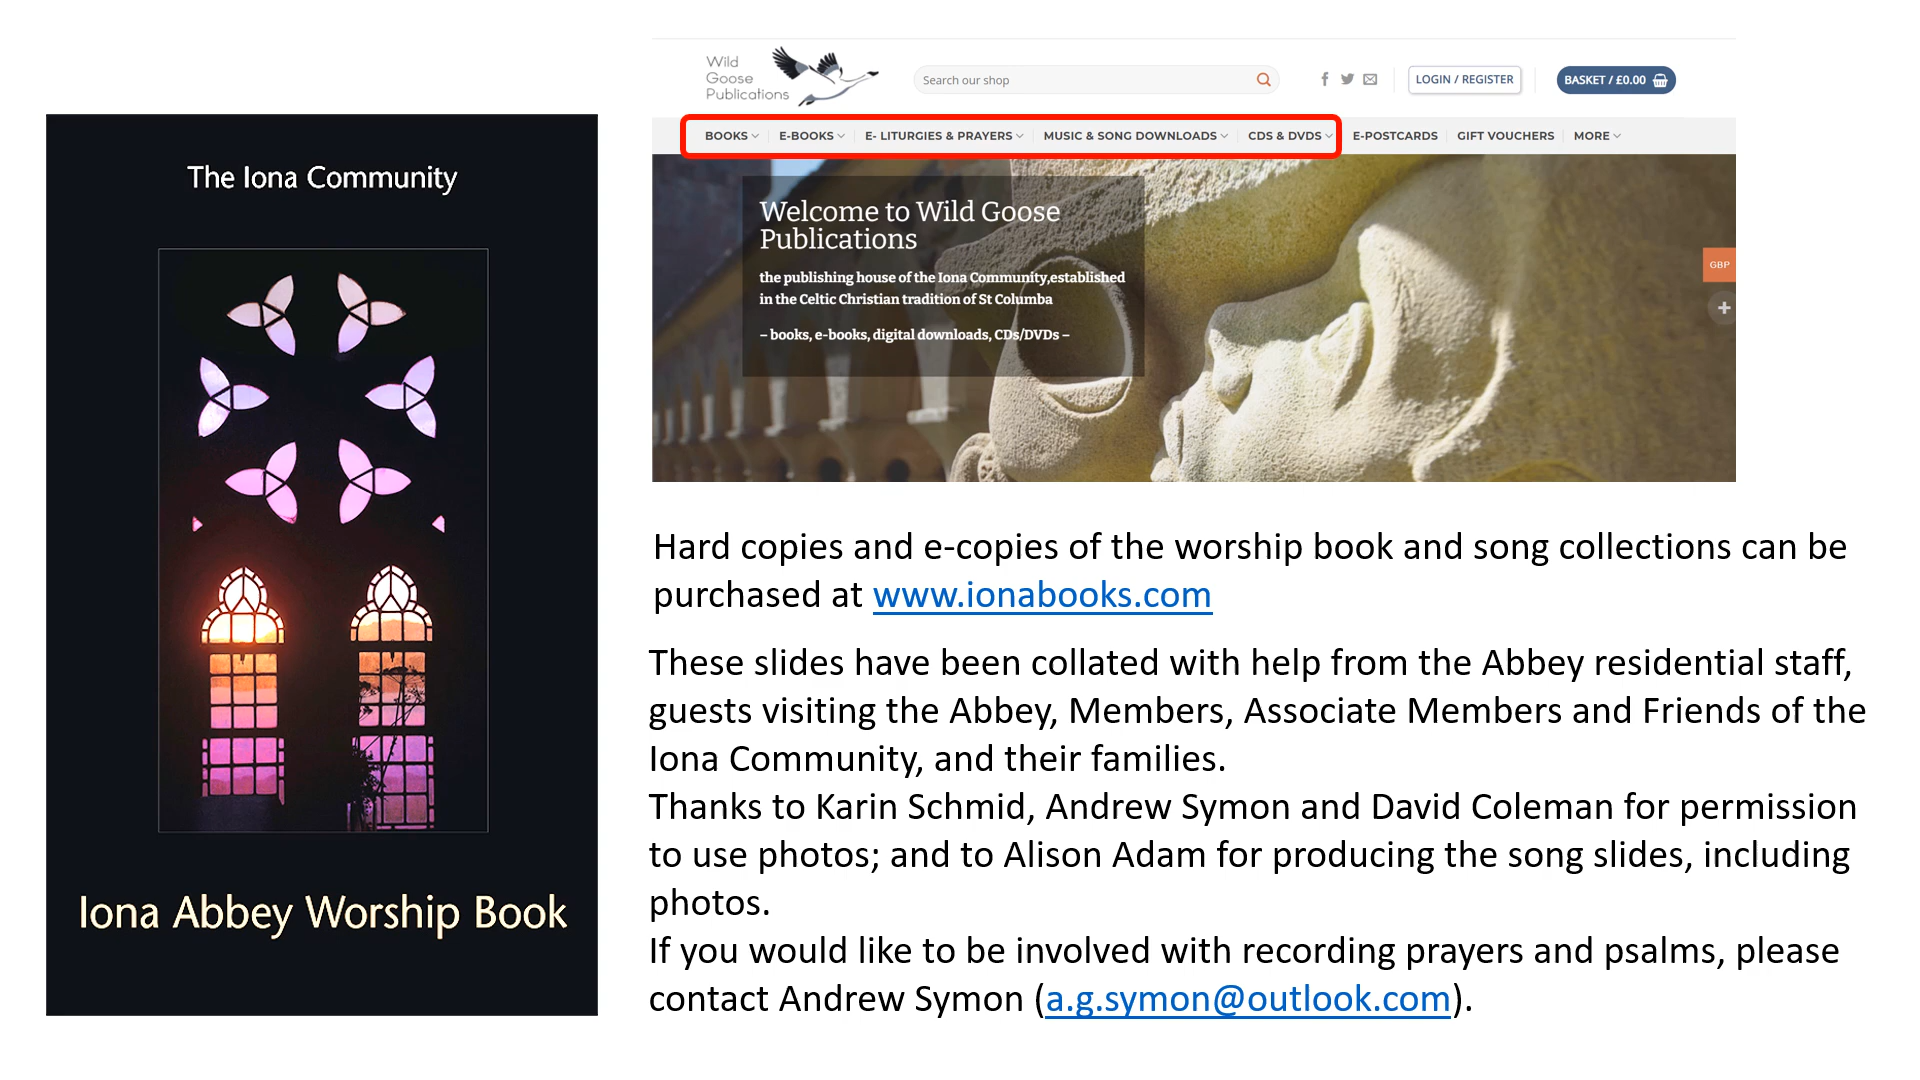 The Iona Community
Iona Abbey Worship Book
Wild
Goose
Publications
Search our shop
LOGIN / REGISTER
BASKET / £0.00
BOOKS
E-BOOKS
E- LITURGIES & PRAYERS
MUSIC & SONG DOWNLOADS
CDS & DVDS
E-POSTCARDS
GIFT VOUCHERS
MORE
Welcome to Wild Goose
Publications
the publishing house of the Iona Community,established
in the Celtic Christian tradition of St Columba
– books, e-books, digital downloads, CDs/DVDs –
GBP
Hard copies and e-copies of the worship book and song collections can be
purchased at www.ionabooks.com
These slides have been collated with help from the Abbey residential staff,
guests visiting the Abbey, Members, Associate Members and Friends of the
Iona Community, and their families.
Thanks to Karin Schmid, Andrew Symon and David Coleman for permission
to use photos; and to Alison Adam for producing the song slides, including
photos.
If you would like to be involved with recording prayers and psalms, please
contact Andrew Symon (a.g.symon@outlook.com).